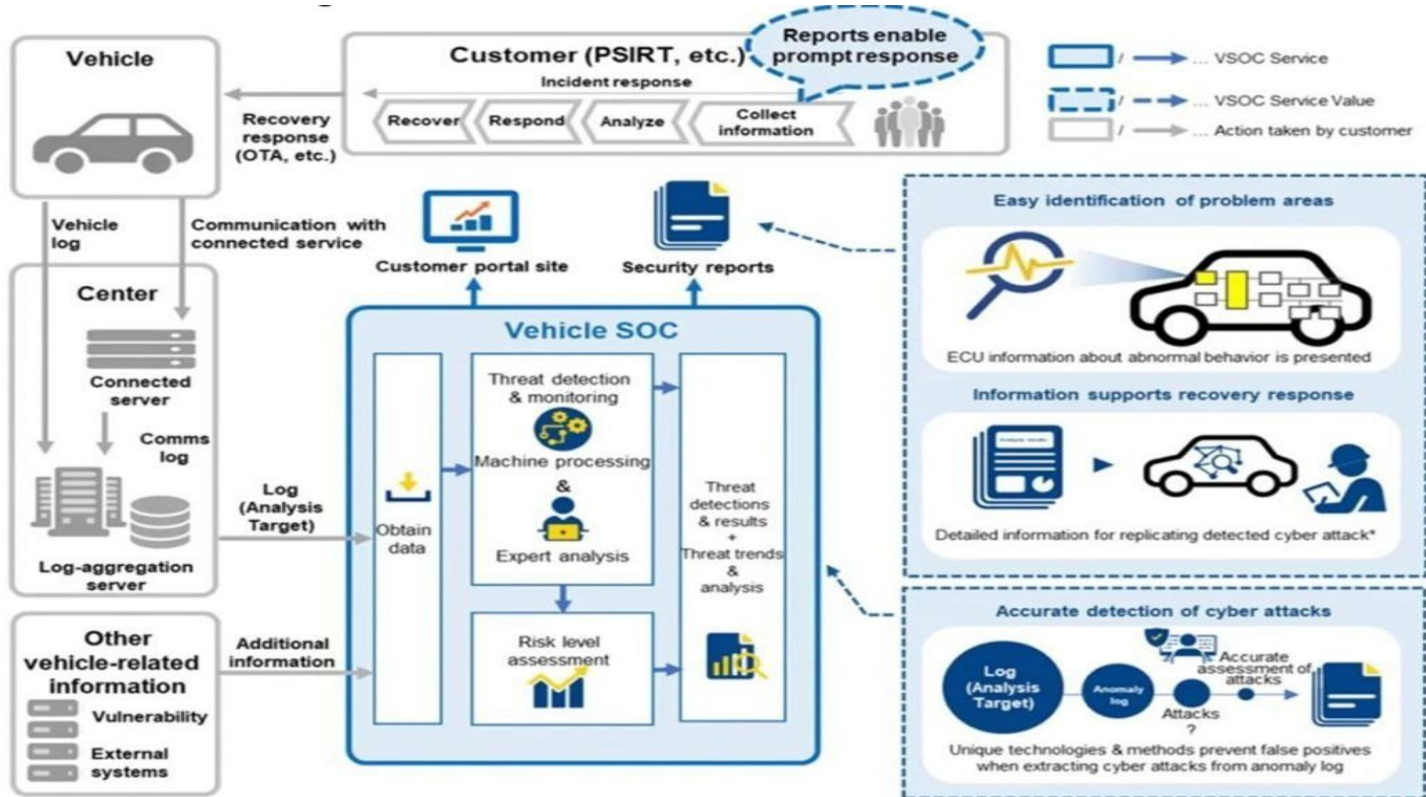 Vehicle
Customer (PSIRT, etc.)
Reports enable
prompt response
Incident response
Recover
Respond
Analyze
Collect
information
/ ... VSOC Service
/ ... VSOC Service Value
/ ... Action taken by customer
Recovery
response
(OTA, etc.)
Vehicle
log
Communication with
connected service
Customer portal site
Security reports
Center
Connected
server
Comms
log
Log-aggregation
server
Log
(Analysis
Target)
Other
vehicle-related
information
Vulnerability
External
systems
Additional
information
Vehicle SOC
Obtain
data
Threat detection
& monitoring
Machine processing
&
Expert analysis
Risk level
assessment
Threat
detections
& results
+
Threat trends
&
analysis
Easy identification of problem areas
ECU information about abnormal behavior is presented
Information supports recovery response
Analysis results
Detailed information for replicating detected cyber attack*
Accurate detection of cyber attacks
Log
(Analysis
Target)
Anomaly
log
Attacks
?
Accurate
assessment of
attacks
Unique technologies & methods prevent false positives
when extracting cyber attacks from anomaly log